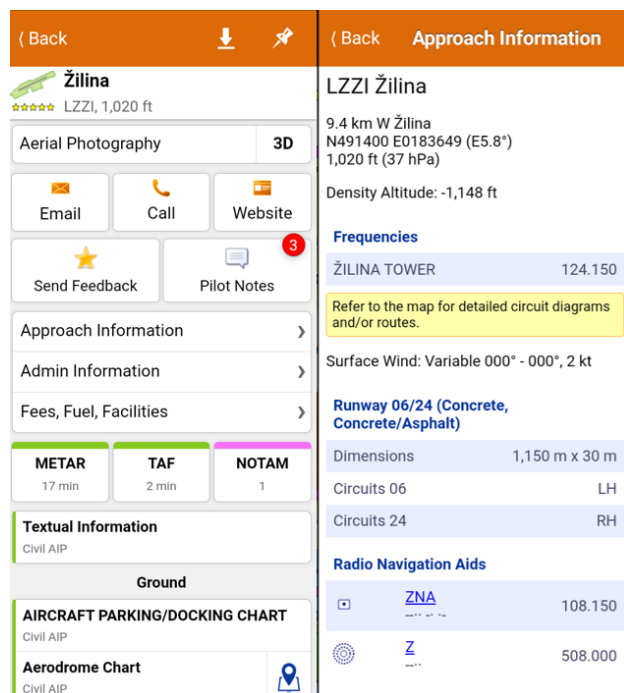 Back
Žilina
LZZI, 1,020 ft
Aerial Photography
3D
Email
Call
Website
Send Feedback
Pilot Notes
3
Approach Information
Admin Information
Fees, Fuel, Facilities
METAR
17 min
TAF
2 min
NOTAM
1
Textual Information
Civil AIP
Ground
AIRCRAFT PARKING/DOCKING CHART
Civil AIP
Aerodrome Chart
Civil AIP
Back
Approach Information
LZZI Žilina
9.4 km W Žilina
N491400 E0183649 (E5.8°)
1,020 ft (37 hPa)
Density Altitude: -1,148 ft
Frequencies
ŽILINA TOWER 124.150
Refer to the map for detailed circuit diagrams
and/or routes.
Surface Wind: Variable 000° - 000°, 2 kt
Runway 06/24 (Concrete,
Concrete/Asphalt)
Dimensions 1,150 m x 30 m
Circuits 06 LH
Circuits 24 RH
Radio Navigation Aids
ZNA 108.150
--·· -· ·-
Z 508.000
--··